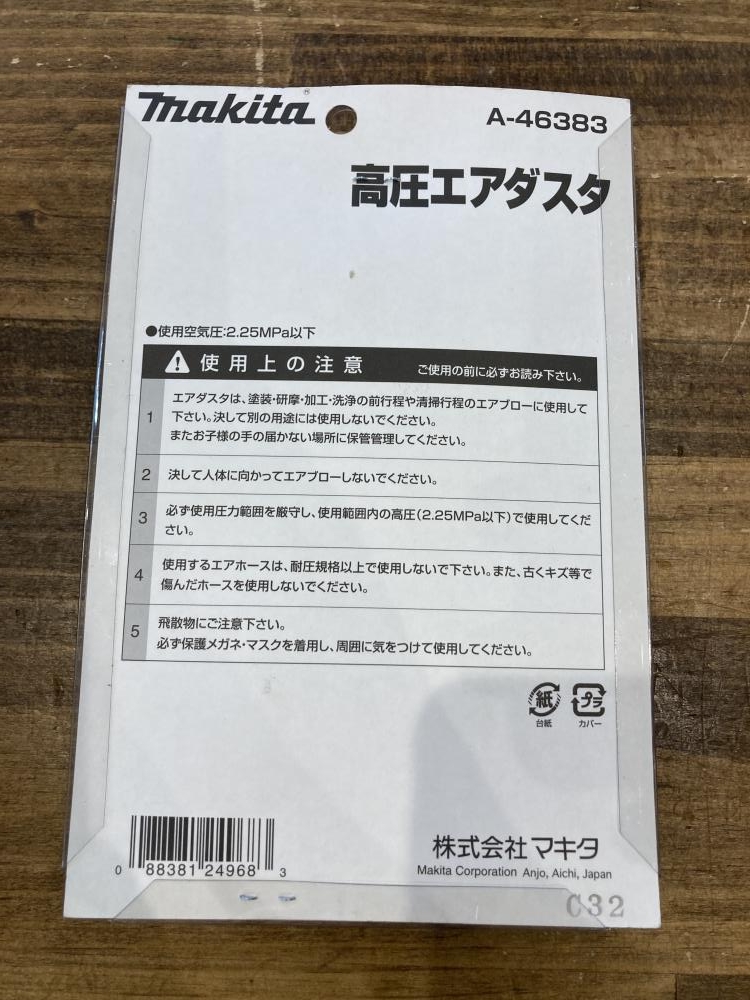 makita®
A-46383
高圧エアダスタ
●使用空気圧:2.25MPa以下
使用上の注意 ご使用の前に必ずお読み下さい。
1 エアダスタは、塗装・研摩・加工・洗浄の前行程や清掃行程のエアブローに使用して
下さい。決して別の用途には使用しないでください。
またお子様の手の届かない場所に保管管理してください。
2 決して人体に向かってエアブローしないでください。
3 必ず使用圧力範囲を厳守し、使用範囲内の高圧(2.25MPa以下)で使用してくだ
さい。
4 使用するエアホースは、耐圧規格以上で使用しないで下さい。また、古くキズ等で
傷んだホースを使用しないでください。
5 飛散物にご注意下さい。
必ず保護メガネ・マスクを着用し、周囲に気をつけて使用してください。
紙 プラ
台紙 カバー
0 88381 24968 3
株式会社マキタ
Makita Corporation Anjo, Aichi, Japan
C32